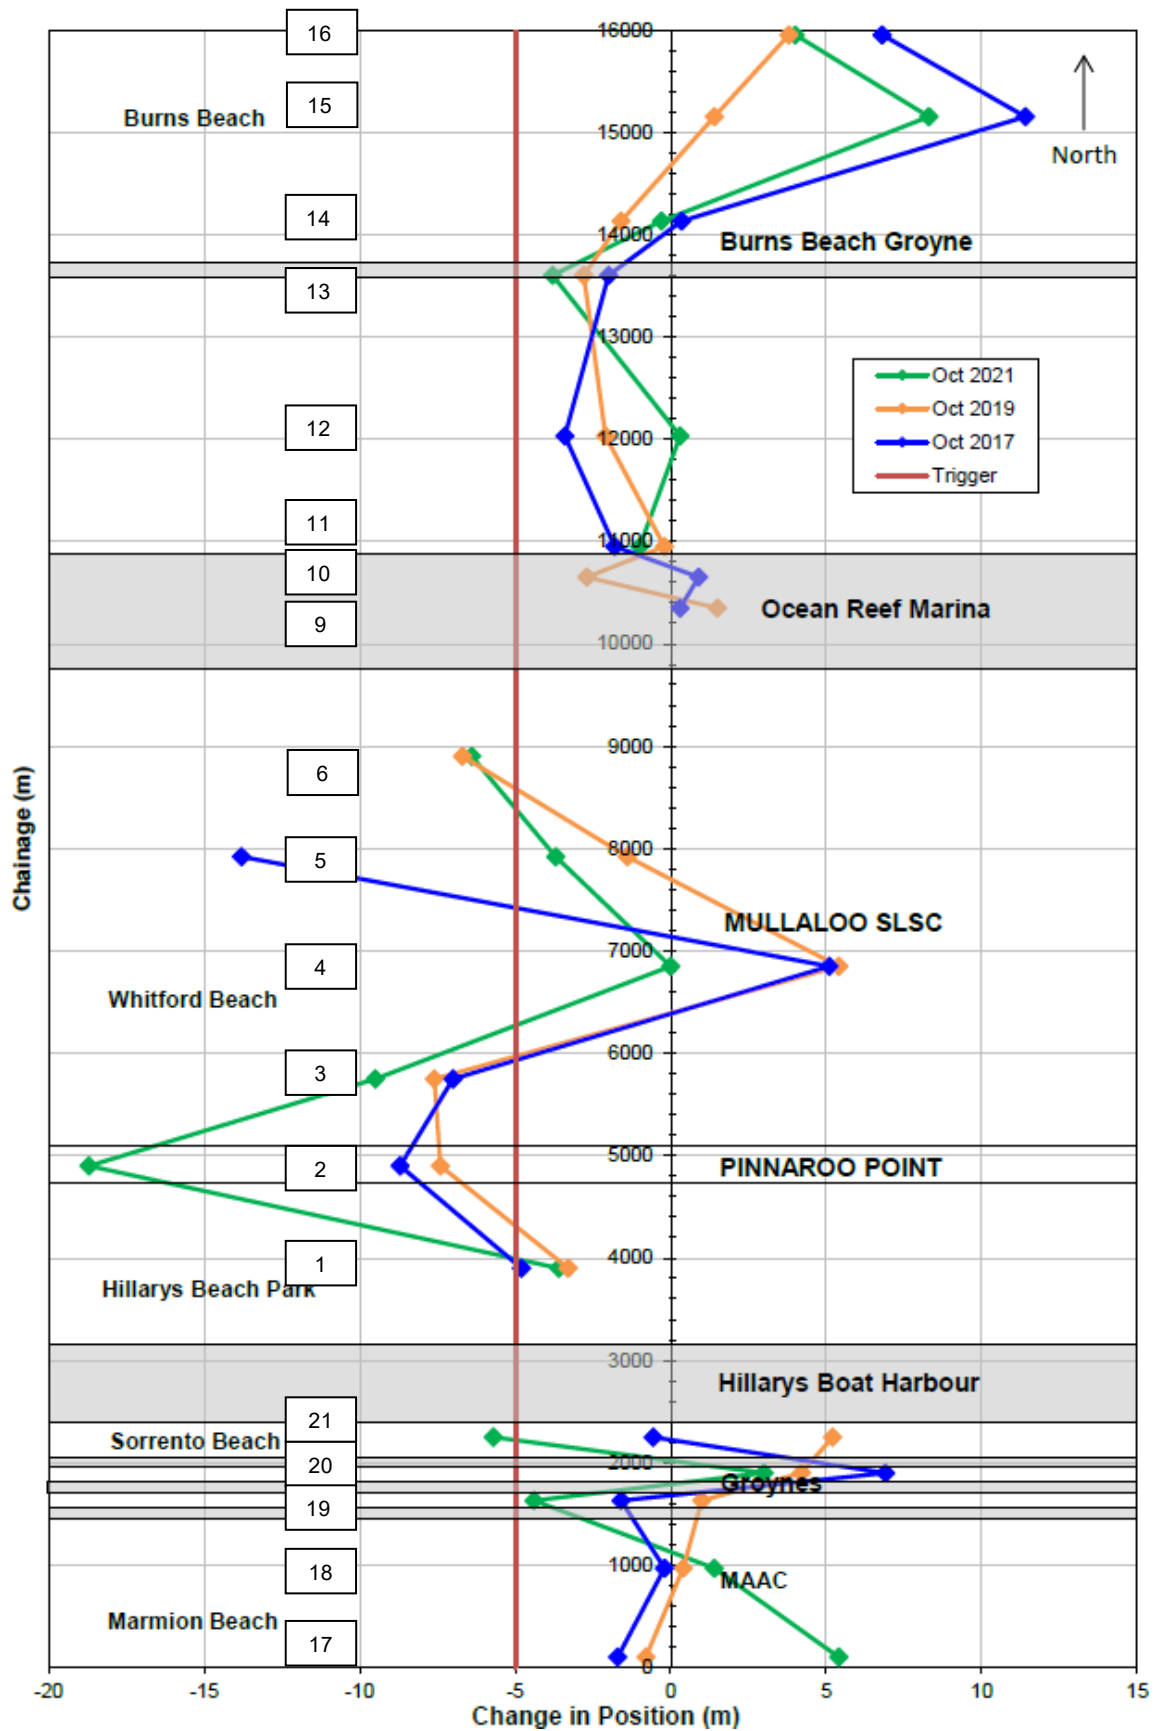 16
16000
15
Burns Beach
15000
North
14
14000
Burns Beach Groyne
13
13000
Oct 2021
Oct 2019
Oct 2017
Trigger
12
12000
11
11000
10
Ocean Reef Marina
9
10000
9000
6
8000
5
Chainage (m)
MULLALOO SLSC
7000
4
Whitford Beach
6000
3
5000
PINNAROO POINT
2
4000
1
Hillarys Beach Park
3000
Hillarys Boat Harbour
21
Sorrento Beach
2000
20
Groynes
19
1000
18
MAAC
Marmion Beach
17
0
-20 -15 -10 -5 0 5 10 15
Change in Position (m)